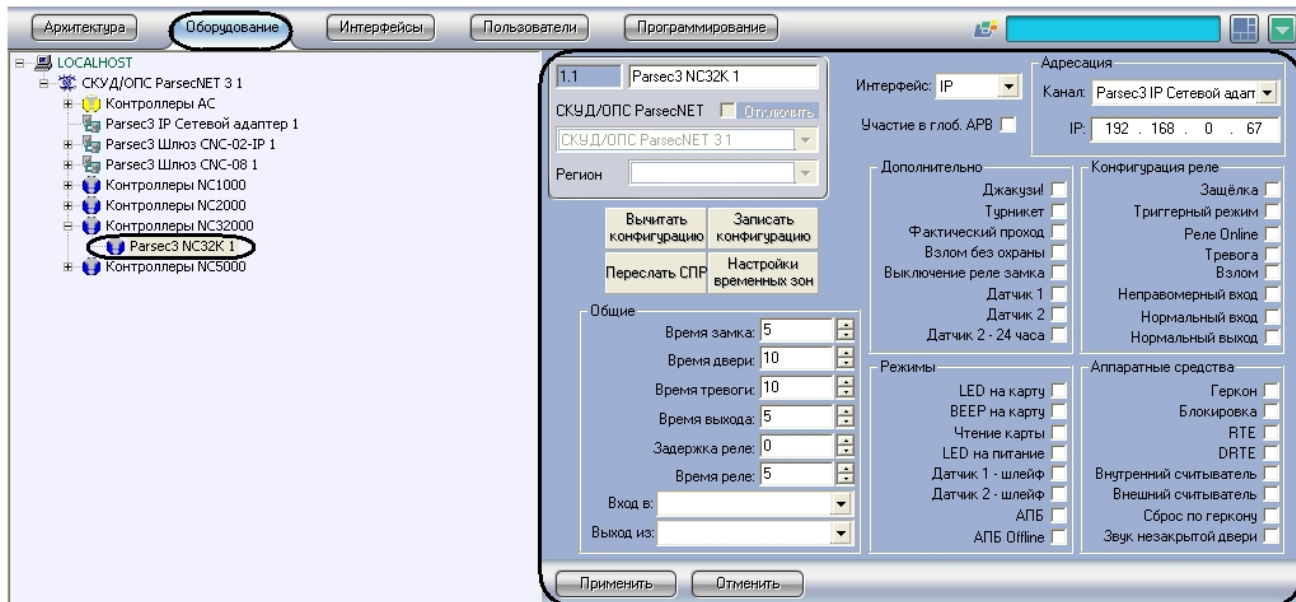 Архитектура
Оборудование
Интерфейсы
Пользователи
Программирование
LOCALHOST
СКУД/ОПС ParsecNET 3 1
Контроллеры AC
Parsec3 IP Сетевой адаптер 1
Parsec3 Шлюз CNC-02-IP 1
Parsec3 Шлюз CNC-08 1
Контроллеры NC1000
Контроллеры NC2000
Контроллеры NC32000
Parsec3 NC32K 1
Контроллеры NC5000
1.1
Parsec3 NC32K 1
СКУД/ОПС ParsecNET
Отключить
СКУД/ОПС ParsecNET 3 1
Регион
Интерфейс: IP
Участие в глоб. APB
Адресация
Канал: Parsec3 IP Сетевой адапт
IP: 192 . 168 . 0 . 67
Вычитать конфигурацию
Записать конфигурацию
Переслать СПР
Настройки временных зон
Общие
Время замка: 5
Время двери: 10
Время тревоги: 10
Время выхода: 5
Задержка реле: 0
Время реле: 5
Вход в:
Выход из:
Дополнительно
Джакузи!
Турникет
Фактический проход
Взлом без охраны
Выключение реле замка
Датчик 1
Датчик 2
Датчик 2 - 24 часа
Конфигурация реле
Защёлка
Триггерный режим
Реле Online
Тревога
Взлом
Неправомерный вход
Нормальный вход
Нормальный выход
Режимы
LED на карту
BEEP на карту
Чтение карты
LED на питание
Датчик 1 - шлейф
Датчик 2 - шлейф
АПБ
АПБ Offline
Аппаратные средства
Геркон
Блокировка
RTE
DRTE
Внутренний считыватель
Внешний считыватель
Сброс по геркону
Звук незакрытой двери
Применить
Отменить